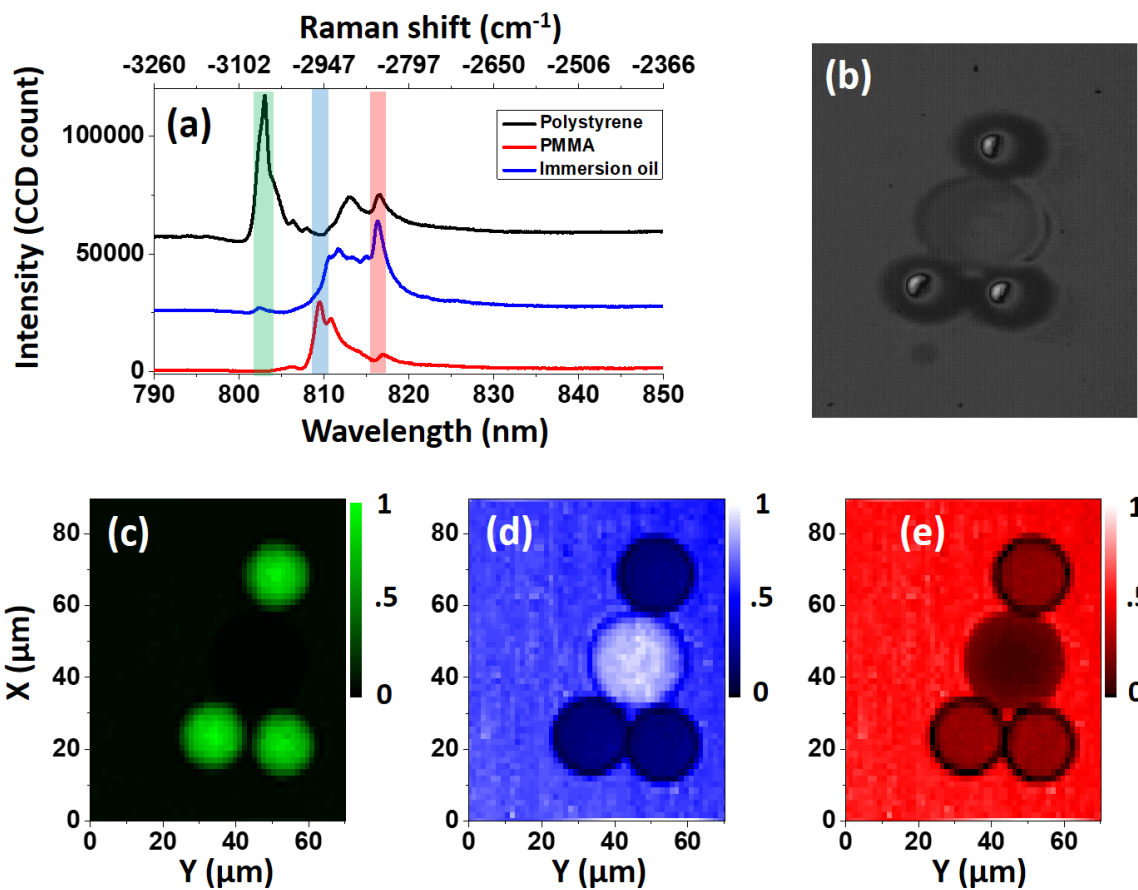 Raman shift (cm-1)
-3260 -3102 -2947 -2797 -2650 -2506 -2366
(a)
Polystyrene
PMMA
Immersion oil
100000
50000
0
Intensity (CCD count)
790 800 810 820 830 840 850
Wavelength (nm)
(b)
(c)
1
.5
0
80
60
40
20
0
X (µm)
0 20 40 60
Y (µm)
(d)
1
.5
0
80
60
40
20
0
0 20 40 60
Y (µm)
(e)
1
.5
0
80
60
40
20
0
0 20 40 60
Y (µm)